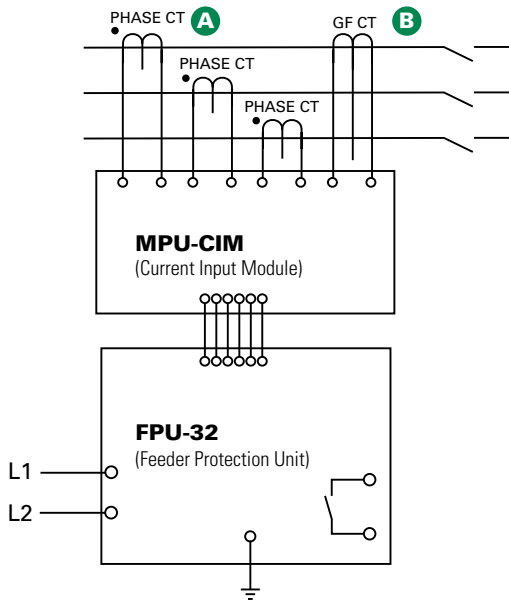 PHASE CT A
GF CT B
PHASE CT
PHASE CT
MPU-CIM
(Current Input Module)
FPU-32
(Feeder Protection Unit)
L1
L2